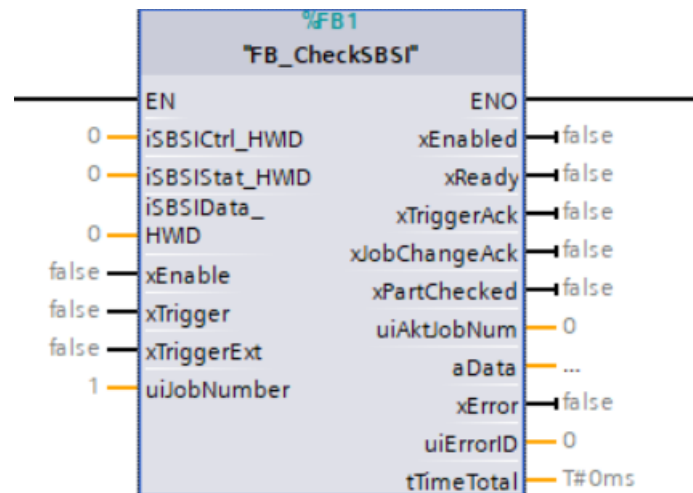 %FB1
"FB_CheckSBSI"
EN ENO
0 iSBSICtrl_HWID xEnabled false
0 iSBSIStat_HWID xReady false
iSBSIData_
0 HWID xTriggerAck false
false xEnable xJobChangeAck false
false xTrigger xPartChecked false
false xTriggerExt uiAktJobNum 0
1 uiJobNumber aData ...
xError false
uiErrorID 0
tTimeTotal T#0ms